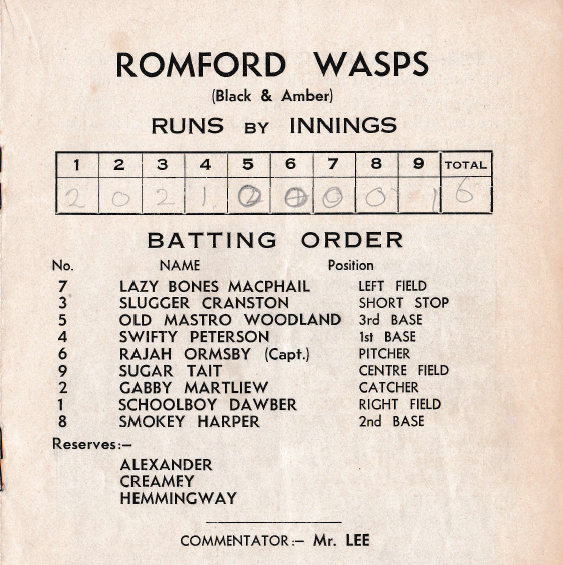 ROMFORD WASPS
(Black & Amber)
RUNS BY INNINGS
1 2 3 4 5 6 7 8 9 TOTAL
2 0 2 1 0 0 0 0 1 6
BATTING ORDER
No. NAME Position
7 LAZY BONES MACPHAIL LEFT FIELD
3 SLUGGER CRANSTON SHORT STOP
5 OLD MASTRO WOODLAND 3rd BASE
4 SWIFTY PETERSON 1st BASE
6 RAJAH ORMSBY (Capt.) PITCHER
9 SUGAR TAIT CENTRE FIELD
2 GABBY MARTLIEW CATCHER
1 SCHOOLBOY DAWBER RIGHT FIELD
8 SMOKEY HARPER 2nd BASE
Reserves:—
ALEXANDER
CREAMEY
HEMMINGWAY
COMMENTATOR:— Mr. LEE